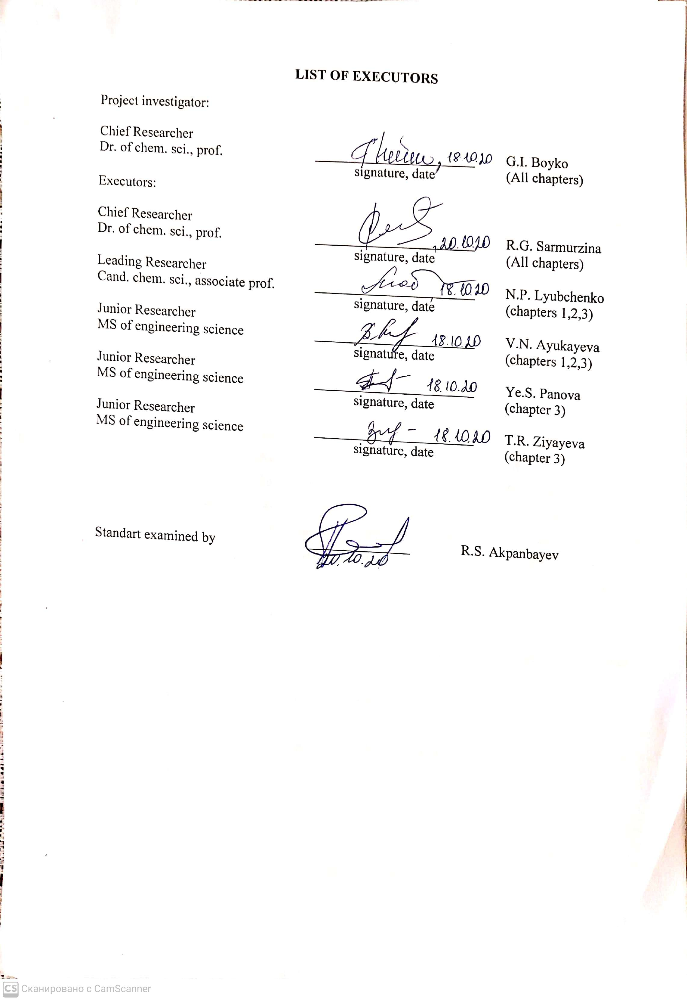 LIST OF EXECUTORS
Project investigator:
Chief Researcher
Dr. of chem. sci., prof.
18.10.20
G.I. Boyko
signature, date
(All chapters)
Executors:
Chief Researcher
Dr. of chem. sci., prof.
, 20.10.20
R.G. Sarmurzina
signature, date
(All chapters)
Leading Researcher
Cand. chem. sci., associate prof.
18.10.20
N.P. Lyubchenko
signature, date
(chapters 1,2,3)
Junior Researcher
MS of engineering science
18.10.20
V.N. Ayukayeva
signature, date
(chapters 1,2,3)
Junior Researcher
MS of engineering science
18.10.20
Ye.S. Panova
signature, date
(chapter 3)
Junior Researcher
MS of engineering science
18.10.20
T.R. Ziyayeva
signature, date
(chapter 3)
Standart examined by
R.S. Akpanbayev
20.10.20
CS Сканировано с CamScanner